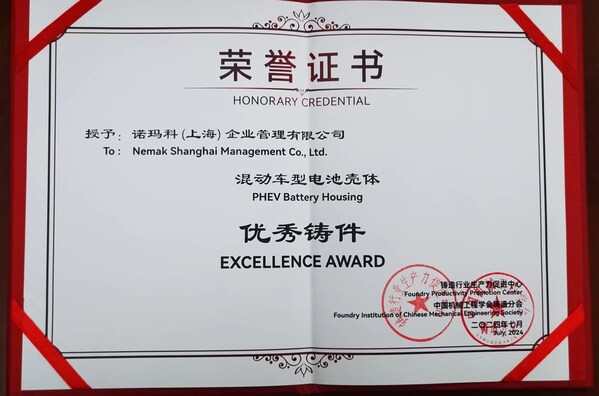 荣誉证书
HONORARY CREDENTIAL
授予：诺玛科(上海)企业管理有限公司
To : Nemak Shanghai Management Co., Ltd.
混动车型电池壳体
PHEV Battery Housing
优秀铸件
EXCELLENCE AWARD
铸造行业生产力促进中心
Foundry Productivity Promotion Center
中国机械工程学会铸造分会
Foundry Institution of Chinese Mechanical Engineering Society
二〇二四年七月
July, 2024